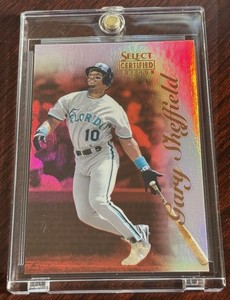 SELECT
CERTIFIED
EDITION
FLORIDA
10
Gary Sheffield